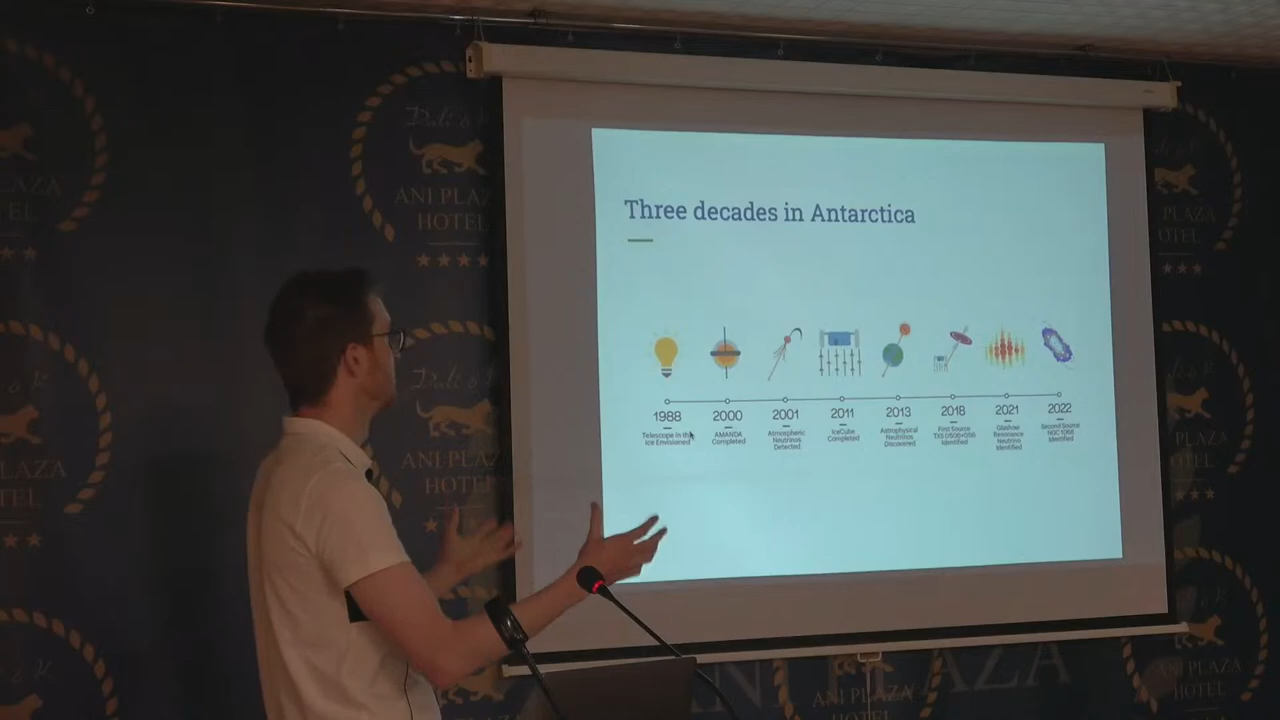 Three decades in Antarctica
1988
Telescope in the
Ice Envisioned
2000
AMANDA
Completed
2001
Atmospheric
Neutrinos
Detected
2011
IceCube
Completed
2013
Astrophysical
Neutrinos
Discovered
2018
First Source
TXS 0506+056
Identified
2021
Glashow
Resonance
Neutrino
Identified
2022
Second Source
NGC 1068
Identified
ANI PLAZA
HOTEL
ANI PLAZ
HOTEL
PLAZA
OTEL
ANI PLAZA
ANI PLAZA
HOTEL